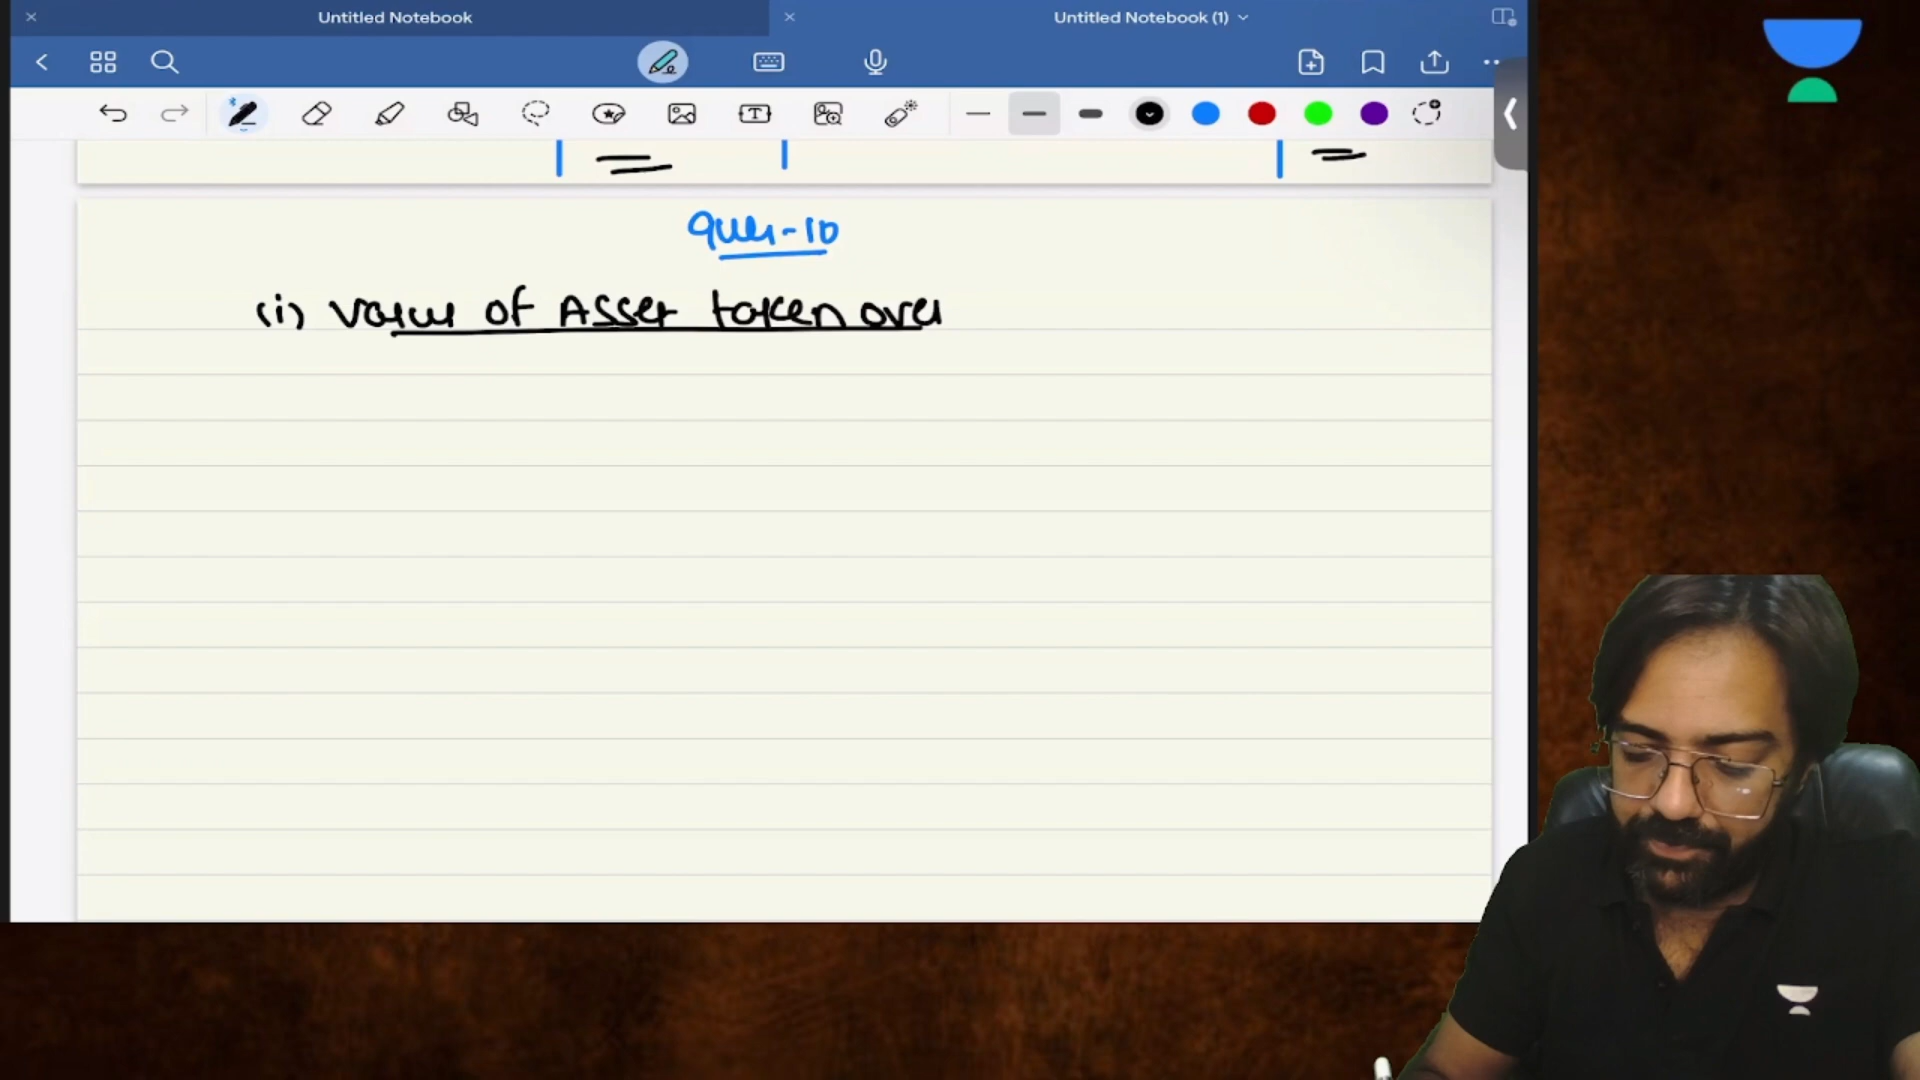 Untitled Notebook
Untitled Notebook (1)
Ques-10
(i) Value of Asset taken over